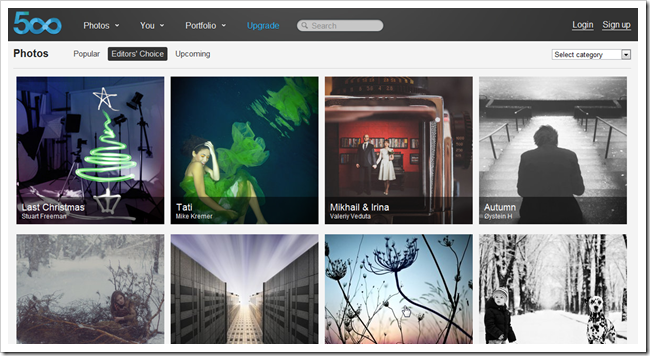 500
Photos
You
Portfolio
Upgrade
Search
Login
Sign up
Photos
Popular
Editors' Choice
Upcoming
Select category
Last Christmas
Stuart Freeman
Tati
Mike Kremer
Mikhail & Irina
Valeriy Veduta
Autumn
Øystein H